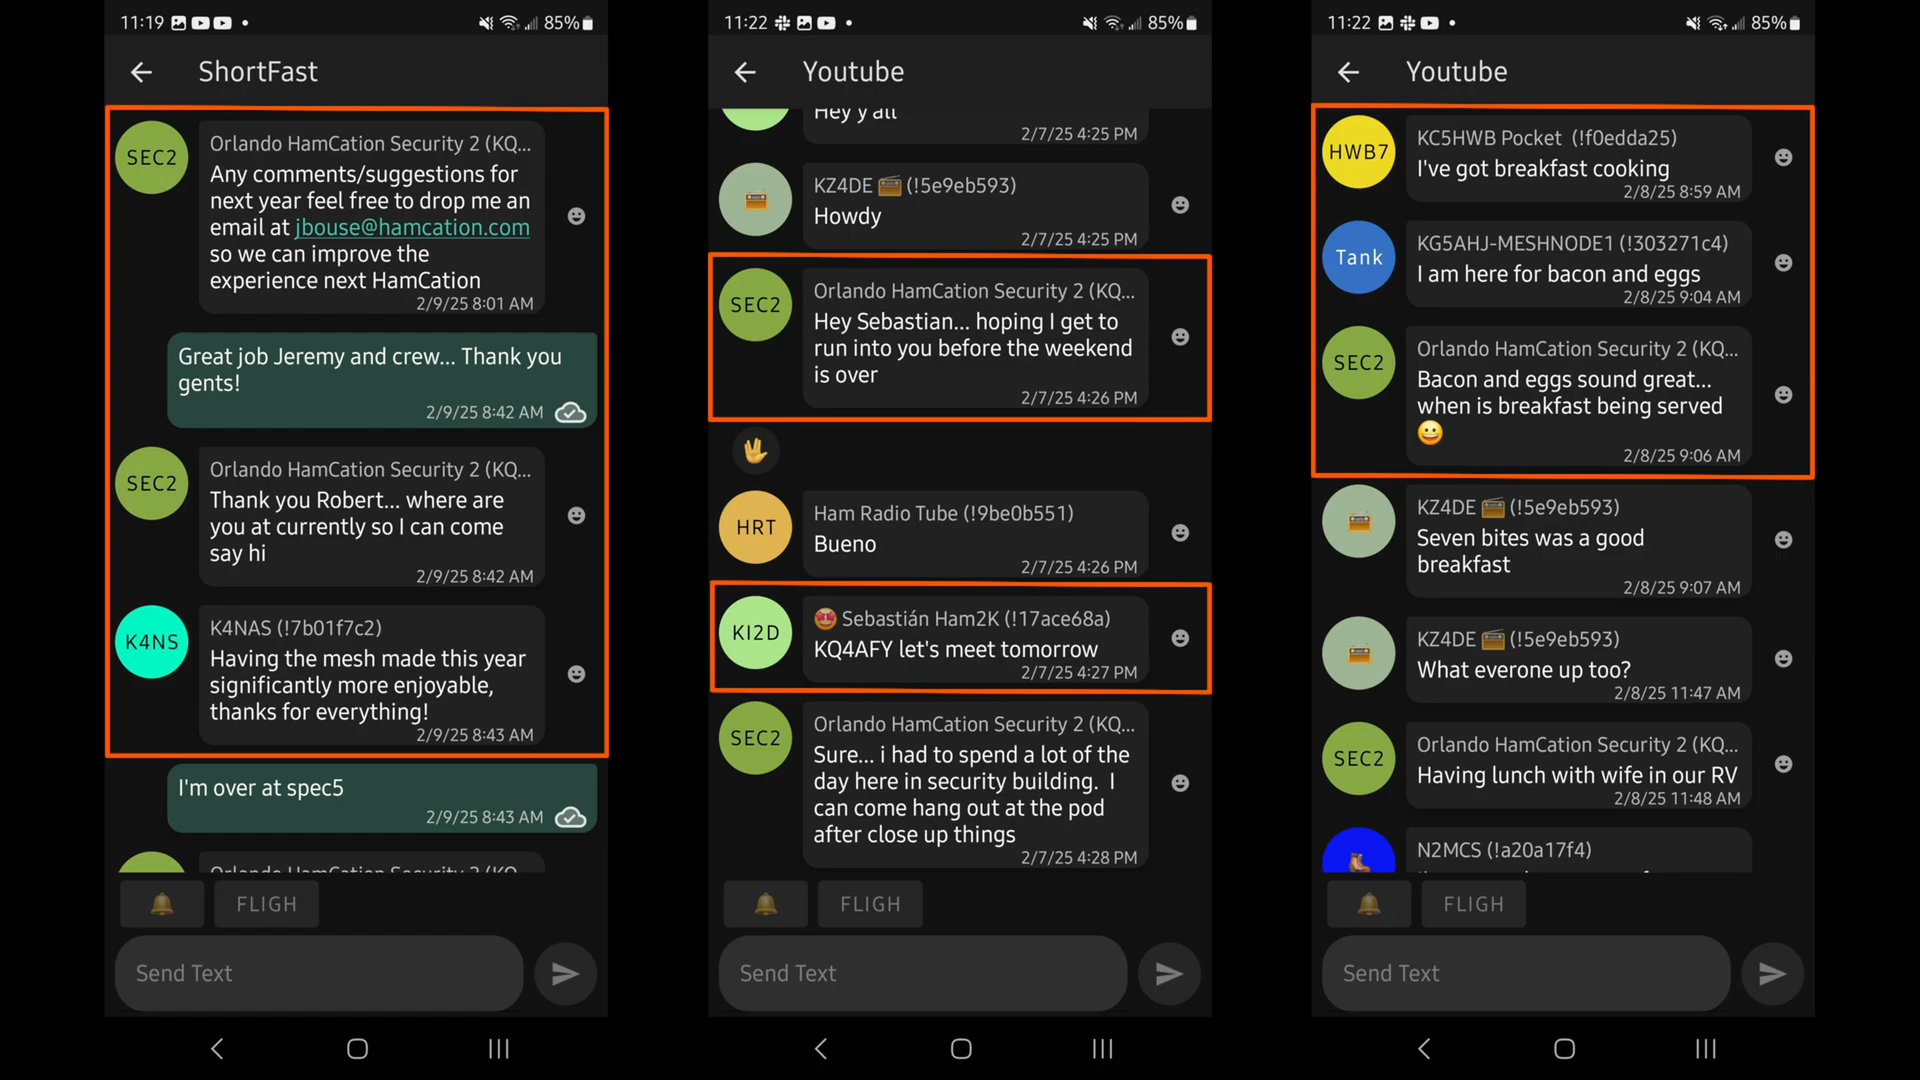 11:19
85%
ShortFast
SEC2
Orlando HamCation Security 2 (KQ...
Any comments/suggestions for
next year feel free to drop me an
email at jbouse@hamcation.com
so we can improve the
experience next HamCation
2/9/25 8:01 AM
Great job Jeremy and crew... Thank you
gents!
2/9/25 8:42 AM
SEC2
Orlando HamCation Security 2 (KQ...
Thank you Robert... where are
you at currently so I can come
say hi
2/9/25 8:42 AM
K4NS
K4NAS (!7b01f7c2)
Having the mesh made this year
significantly more enjoyable,
thanks for everything!
2/9/25 8:43 AM
I'm over at spec5
2/9/25 8:43 AM
Orlando HamCation Security 2 (KQ
FLIGH
Send Text
11:22
85%
Youtube
Hey y'all
2/7/25 4:25 PM
KZ4DE 📻 (!5e9eb593)
Howdy
2/7/25 4:25 PM
SEC2
Orlando HamCation Security 2 (KQ...
Hey Sebastian... hoping I get to
run into you before the weekend
is over
2/7/25 4:26 PM
HRT
Ham Radio Tube (!9be0b551)
Bueno
2/7/25 4:26 PM
KI2D
🤩 Sebastián Ham2K (!17ace68a)
KQ4AFY let's meet tomorrow
2/7/25 4:27 PM
SEC2
Orlando HamCation Security 2 (KQ...
Sure... i had to spend a lot of the
day here in security building. I
can come hang out at the pod
after close up things
2/7/25 4:28 PM
FLIGH
Send Text
11:22
85%
Youtube
HWB7
KC5HWB Pocket (!f0edda25)
I've got breakfast cooking
2/8/25 8:59 AM
Tank
KG5AHJ-MESHNODE1 (!303271c4)
I am here for bacon and eggs
2/8/25 9:04 AM
SEC2
Orlando HamCation Security 2 (KQ...
Bacon and eggs sound great...
when is breakfast being served
😀
2/8/25 9:06 AM
KZ4DE 📻 (!5e9eb593)
Seven bites was a good
breakfast
2/8/25 9:07 AM
KZ4DE 📻 (!5e9eb593)
What everone up too?
2/8/25 11:47 AM
SEC2
Orlando HamCation Security 2 (KQ...
Having lunch with wife in our RV
2/8/25 11:48 AM
N2MCS (!a20a17f4)
FLIGH
Send Text